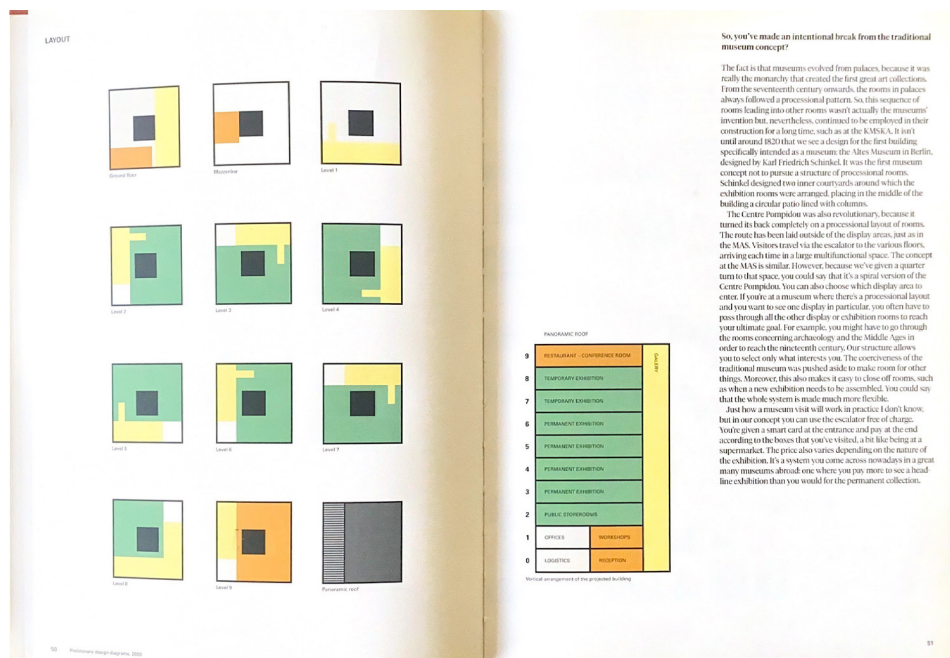 LAYOUT
Ground floor
Mezzanine
Level 1
Level 2
Level 3
Level 4
Level 5
Level 6
Level 7
Level 8
Level 9
Panoramic roof
50 Preliminary design diagrams, 2000
PANORAMIC ROOF
9 RESTAURANT - CONFERENCE ROOM
GALLERY
8 TEMPORARY EXHIBITION
7 TEMPORARY EXHIBITION
6 PERMANENT EXHIBITION
5 PERMANENT EXHIBITION
4 PERMANENT EXHIBITION
3 PERMANENT EXHIBITION
2 PUBLIC STOREROOMS
1 OFFICES WORKSHOPS
0 LOGISTICS RECEPTION
Vertical arrangement of the projected building
So, you've made an intentional break from the traditional
museum concept?
The fact is that museums evolved from palaces, because it was
really the monarchy that created the first great art collections.
From the seventeenth century onwards, the rooms in palaces
always followed a processional pattern. So, this sequence of
rooms leading into other rooms wasn't actually the museums'
invention but, nevertheless, continued to be employed in their
construction for a long time, such as at the KMSKA. It isn't
until around 1820 that we see a design for the first building
specifically intended as a museum: the Altes Museum in Berlin,
designed by Karl Friedrich Schinkel. It was the first museum
concept not to pursue a structure of processional rooms.
Schinkel designed two inner courtyards around which the
exhibition rooms were arranged, placing in the middle of the
building a circular patio lined with columns.
The Centre Pompidou was also revolutionary, because it
turned its back completely on a processional layout of rooms.
The route has been laid outside of the display areas, just as in
the MAS. Visitors travel via the escalator to the various floors,
arriving each time in a large multifunctional space. The concept
at the MAS is similar. However, because we've given a quarter
turn to that space, you could say that it's a spiral version of the
Centre Pompidou. You can also choose which display area to
enter. If you're at a museum where there's a processional layout
and you want to see one display in particular, you often have to
pass through all the other display or exhibition rooms to reach
your ultimate goal. For example, you might have to go through
the rooms concerning archaeology and the Middle Ages in
order to reach the nineteenth century. Our structure allows
you to select only what interests you. The coerciveness of the
traditional museum was pushed aside to make room for other
things. Moreover, this also makes it easy to close off rooms, such
as when a new exhibition needs to be assembled. You could say
that the whole system is made much more flexible.
Just how a museum visit will work in practice I don't know,
but in our concept you can use the escalator free of charge.
You're given a smart card at the entrance and pay at the end
according to the boxes that you've visited, a bit like being at a
supermarket. The price also varies depending on the nature of
the exhibition. It's a system you come across nowadays in a great
many museums abroad: one where you pay more to see a head-
line exhibition than you would for the permanent collection.
51